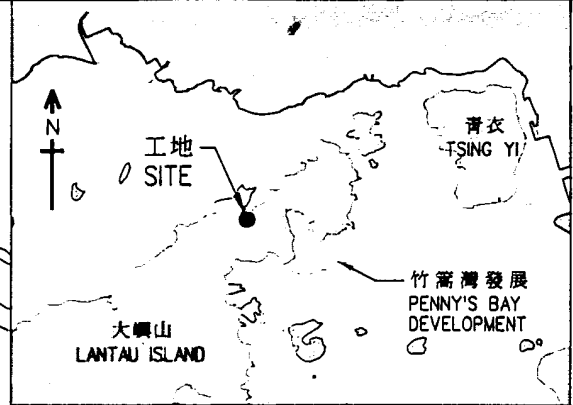 N
工地
SITE
青衣
TSING YI
竹篙灣發展
PENNY'S BAY
DEVELOPMENT
大嶼山
LANTAU ISLAND